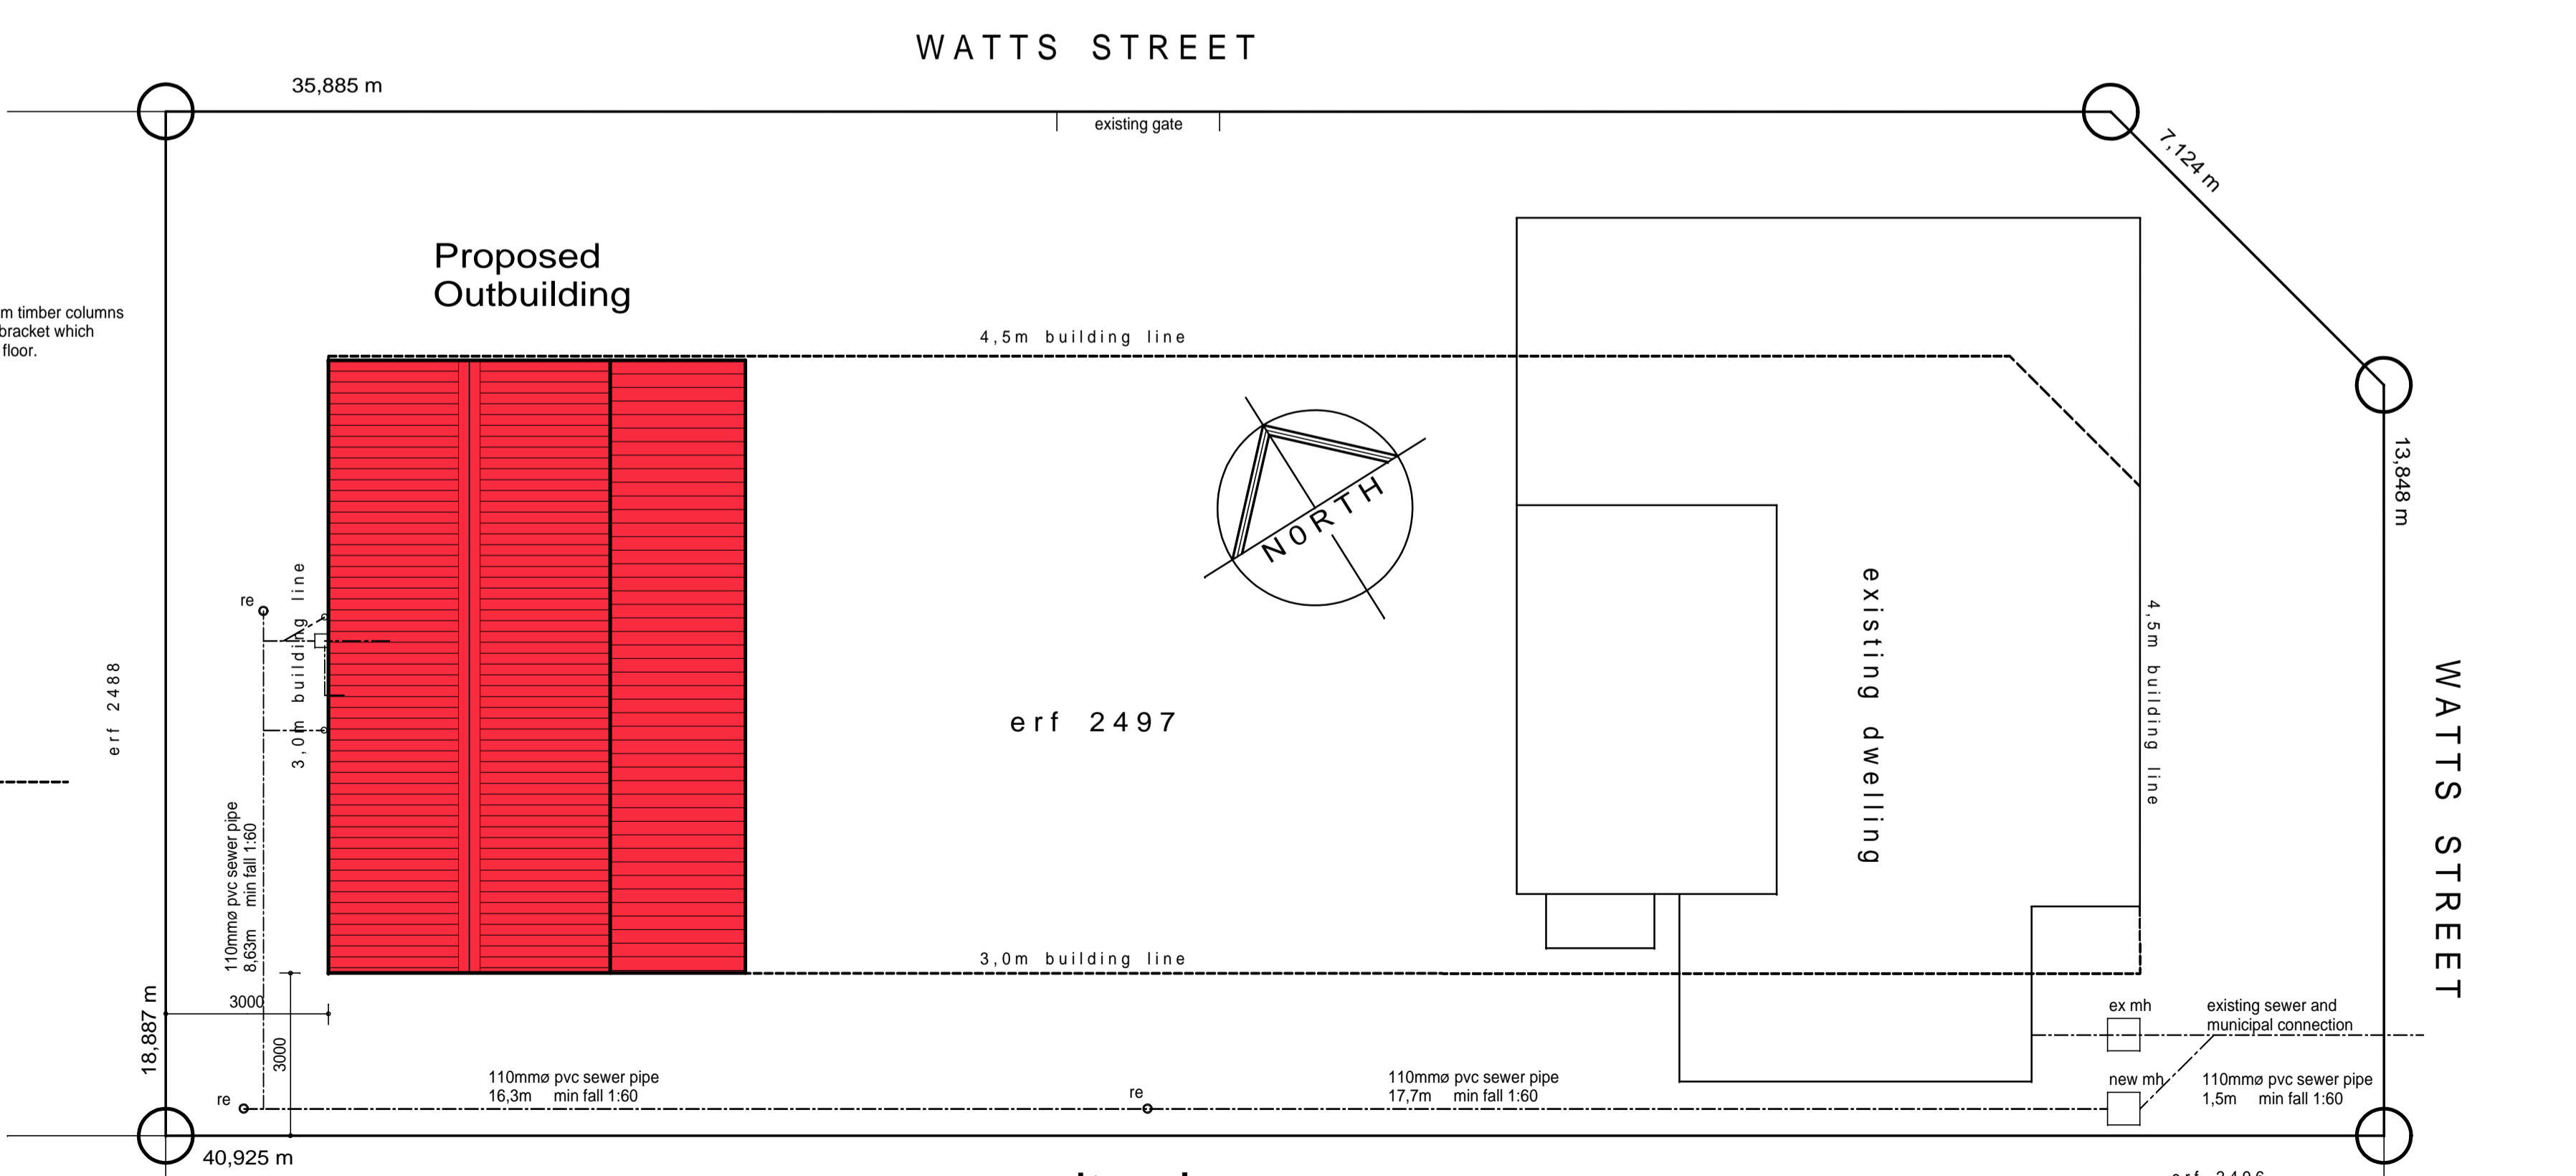 WATTS STREET
35,885 m
existing gate
7,124 m
Proposed
Outbuilding
m timber columns
bracket which
floor.
4,5m building line
13,848 m
N0RTH
re
3,0m building line
existing dwelling
4,5m building line
erf 2488
erf 2497
WATTS STREET
110mmø pvc sewer pipe
8,63m min fall 1:60
3,0m building line
3000
18,887 m
3000
ex mh
existing sewer and
municipal connection
110mmø pvc sewer pipe
16,3m min fall 1:60
110mmø pvc sewer pipe
17,7m min fall 1:60
new mh
110mmø pvc sewer pipe
1,5m min fall 1:60
re
re
40,925 m